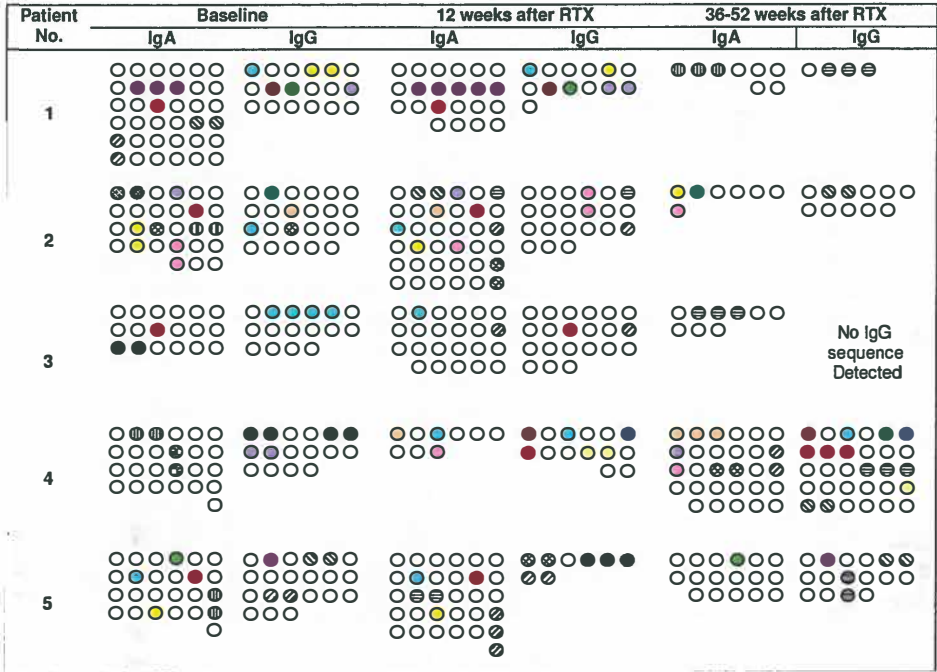 Patient No. Baseline 12 weeks after RTX 36-52 weeks after RTX
IgA IgG IgA IgG IgA IgG
1
2
3
No IgG
sequence
Detected
4
5